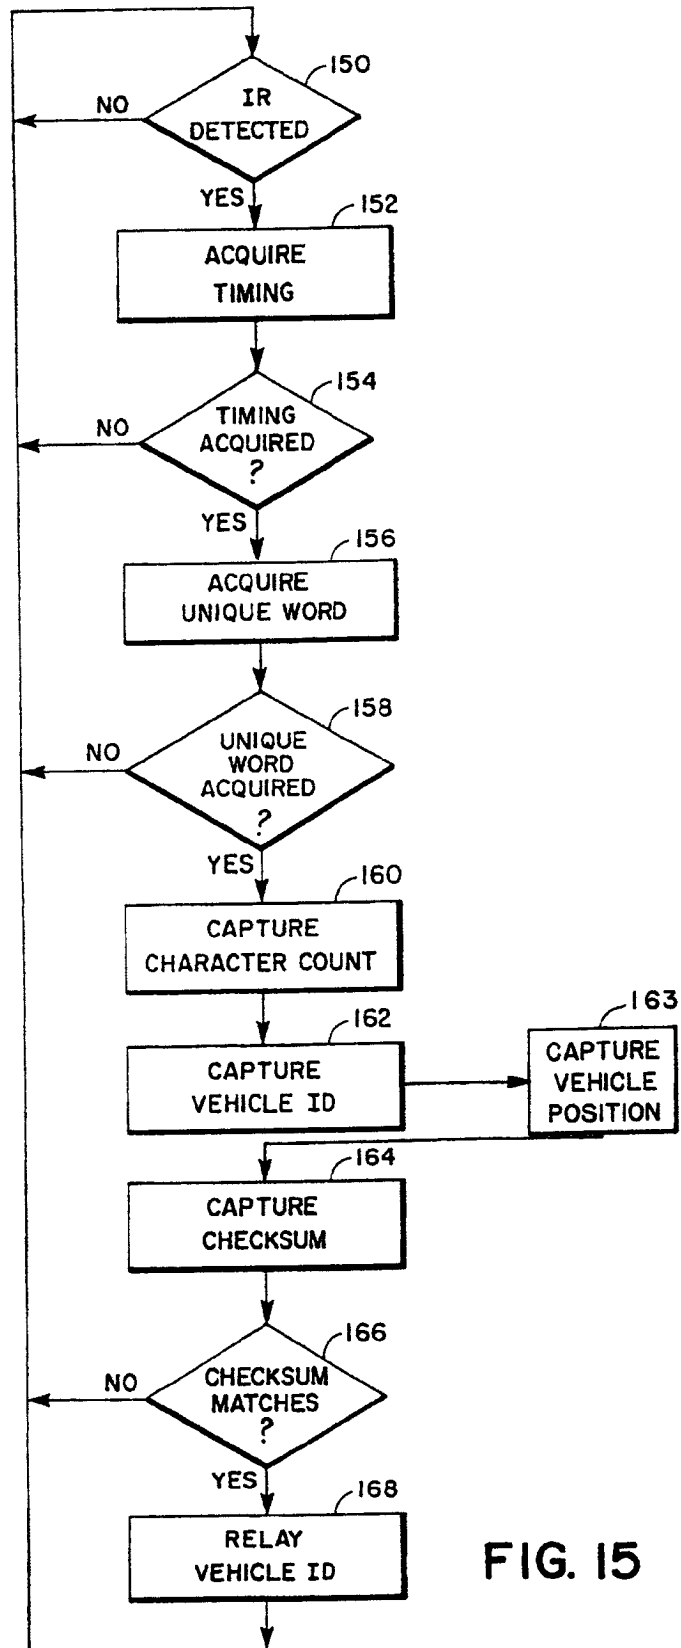 150
IR
DETECTED
NO
YES
152
ACQUIRE
TIMING
154
TIMING
ACQUIRED
?
NO
YES
156
ACQUIRE
UNIQUE WORD
158
UNIQUE
WORD
ACQUIRED
?
NO
YES
160
CAPTURE
CHARACTER COUNT
162
CAPTURE
VEHICLE ID
163
CAPTURE
VEHICLE
POSITION
164
CAPTURE
CHECKSUM
166
CHECKSUM
MATCHES
?
NO
YES
168
RELAY
VEHICLE ID
FIG. 15